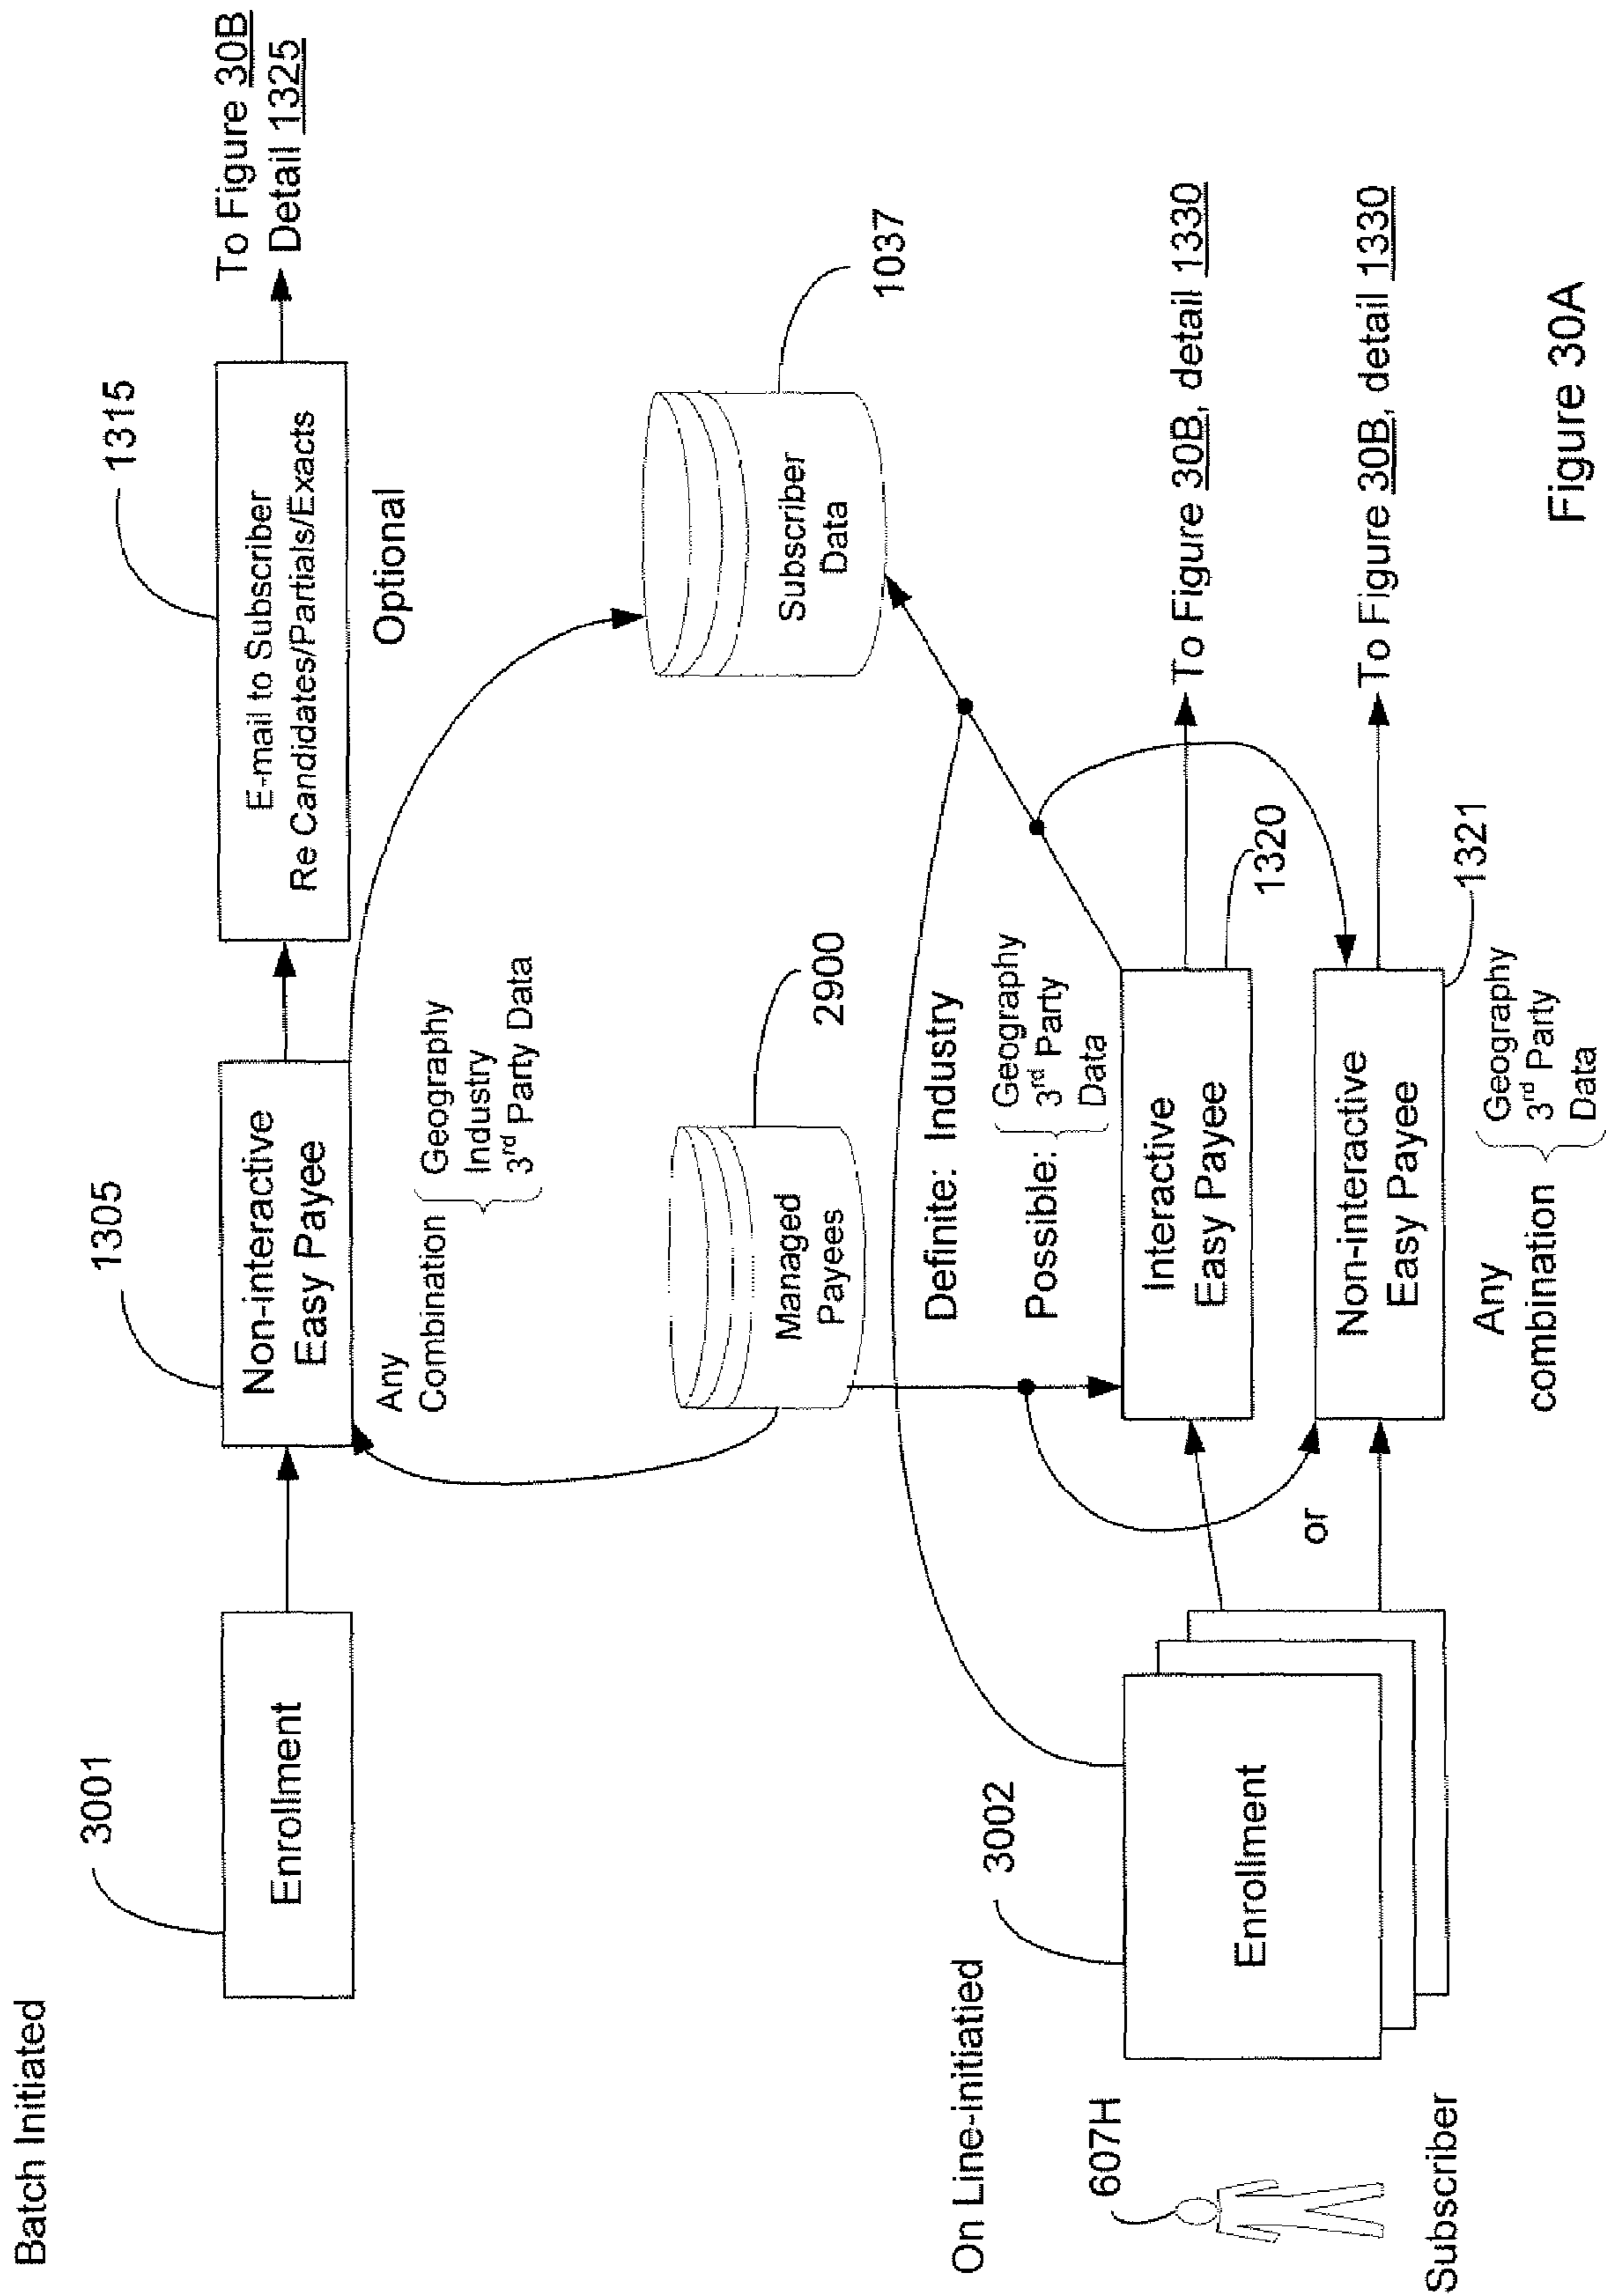 Batch Initiated
3001
Enrollment
1305
Non-interactive
Easy Payee
Any
Combination
Geography
Industry
3rd Party Data
1315
E-mail to Subscriber
Re Candidates/Partials/Exacts
Optional
To Figure 30B
Detail 1325
2900
Managed
Payees
1037
Subscriber
Data
On Line-initiatied
607H
Subscriber
3002
Enrollment
or
Definite: Industry
Possible:
Geography
3rd Party
Data
Interactive
Easy Payee
1320
To Figure 30B, detail 1330
Non-interactive
Easy Payee
1321
To Figure 30B, detail 1330
Any
combination
Geography
3rd Party
Data
Figure 30A